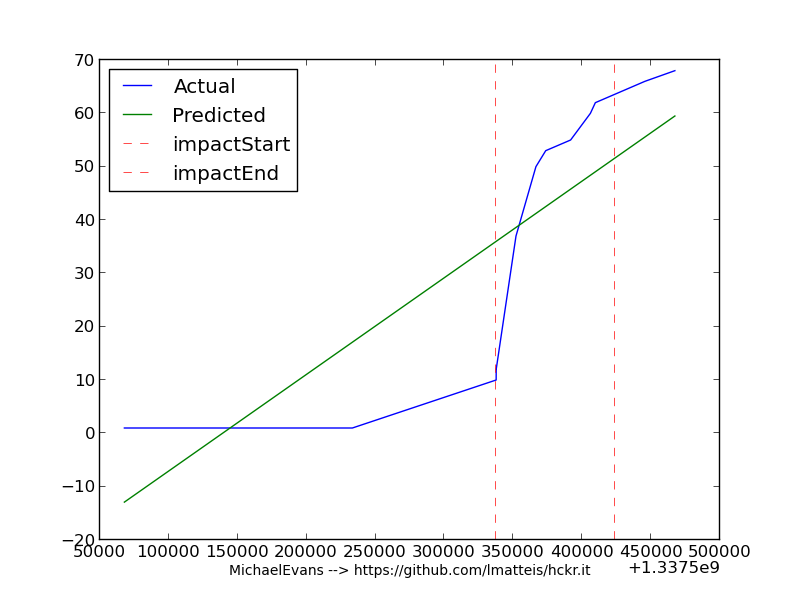 70
60
50
40
30
20
10
0
−10
−20
Actual
Predicted
impactStart
impactEnd
50000 100000 150000 200000 250000 300000 350000 400000 450000 500000
+1.3375e9
MichaelEvans --> https://github.com/lmatteis/hckr.it